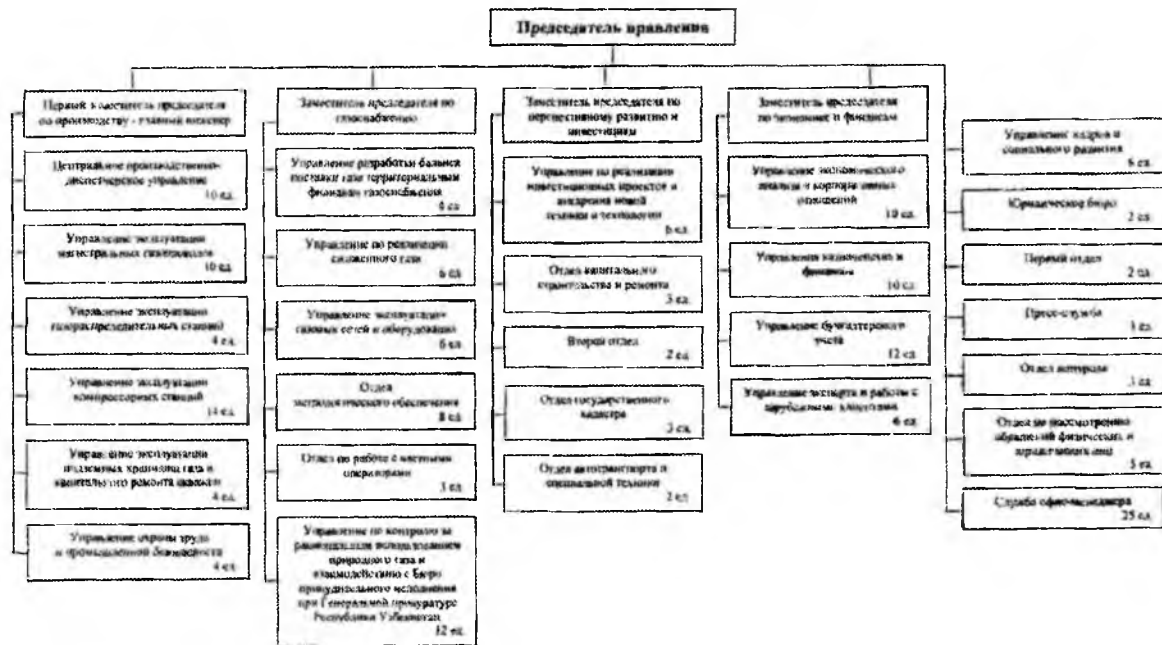 Председатель правления
Первый заместитель председателя
по производству - главный инженер
Центральное производственно-
диспетчерское управление
10 ед.
Управление эксплуатации
магистральных газопроводов
10 ед.
Управление эксплуатации
газораспределительных станций
4 ед.
Управление эксплуатации
компрессорных станций
14 ед.
Управление эксплуатации
подземных хранилищ газа и
капитального ремонта скважин
4 ед.
Управление охраны труда
и промышленной безопасности
4 ед.
Заместитель председателя по
газоснабжению
Управление разработки баланса
поставки газа территориальным
филиалам газоснабжения
ед.
Управление по реализации
сжиженного газа
6 ед.
Управление эксплуатации
газовых сетей и оборудования
6 ед.
Отдел
метрологического обеспечения
8 ед.
Отдел по работе с частными
операторами
3 ед.
Управление по контролю за
рациональным использованием
природного газа и
взаимодействию с Бюро
принудительного исполнения
при Генеральной прокуратуре
Республики Узбекистан
12 ед.
Заместитель председателя по
перспективному развитию и
инвестициям
Управление по реализации
инвестиционных проектов и
внедрения новой
техники и технологии
6 ед.
Отдел капитального
строительства и ремонта
3 ед.
Второй отдел
2 ед.
Отдел государственного
кадастра
3 ед.
Отдел автотранспорта и
специальной техники
2 ед.
Заместитель председателя
по экономике и финансам
Управление экономического
анализа и корпоративных
отношений
10 ед.
Управление казначейства и
финансов
10 ед.
Управление бухгалтерского
учета
12 ед.
Управление экспорта и работы с
зарубежными клиентами
6 ед.
Управление кадров и
социального развития
6 ед.
Юридическое бюро
2 ед.
Первый отдел
2 ед.
Пресс-служба
1 ед.
Отдел контроля
3 ед.
Отдел по рассмотрению
обращений физических и
юридических лиц
5 ед.
Служба офис-менеджера
25 ед.